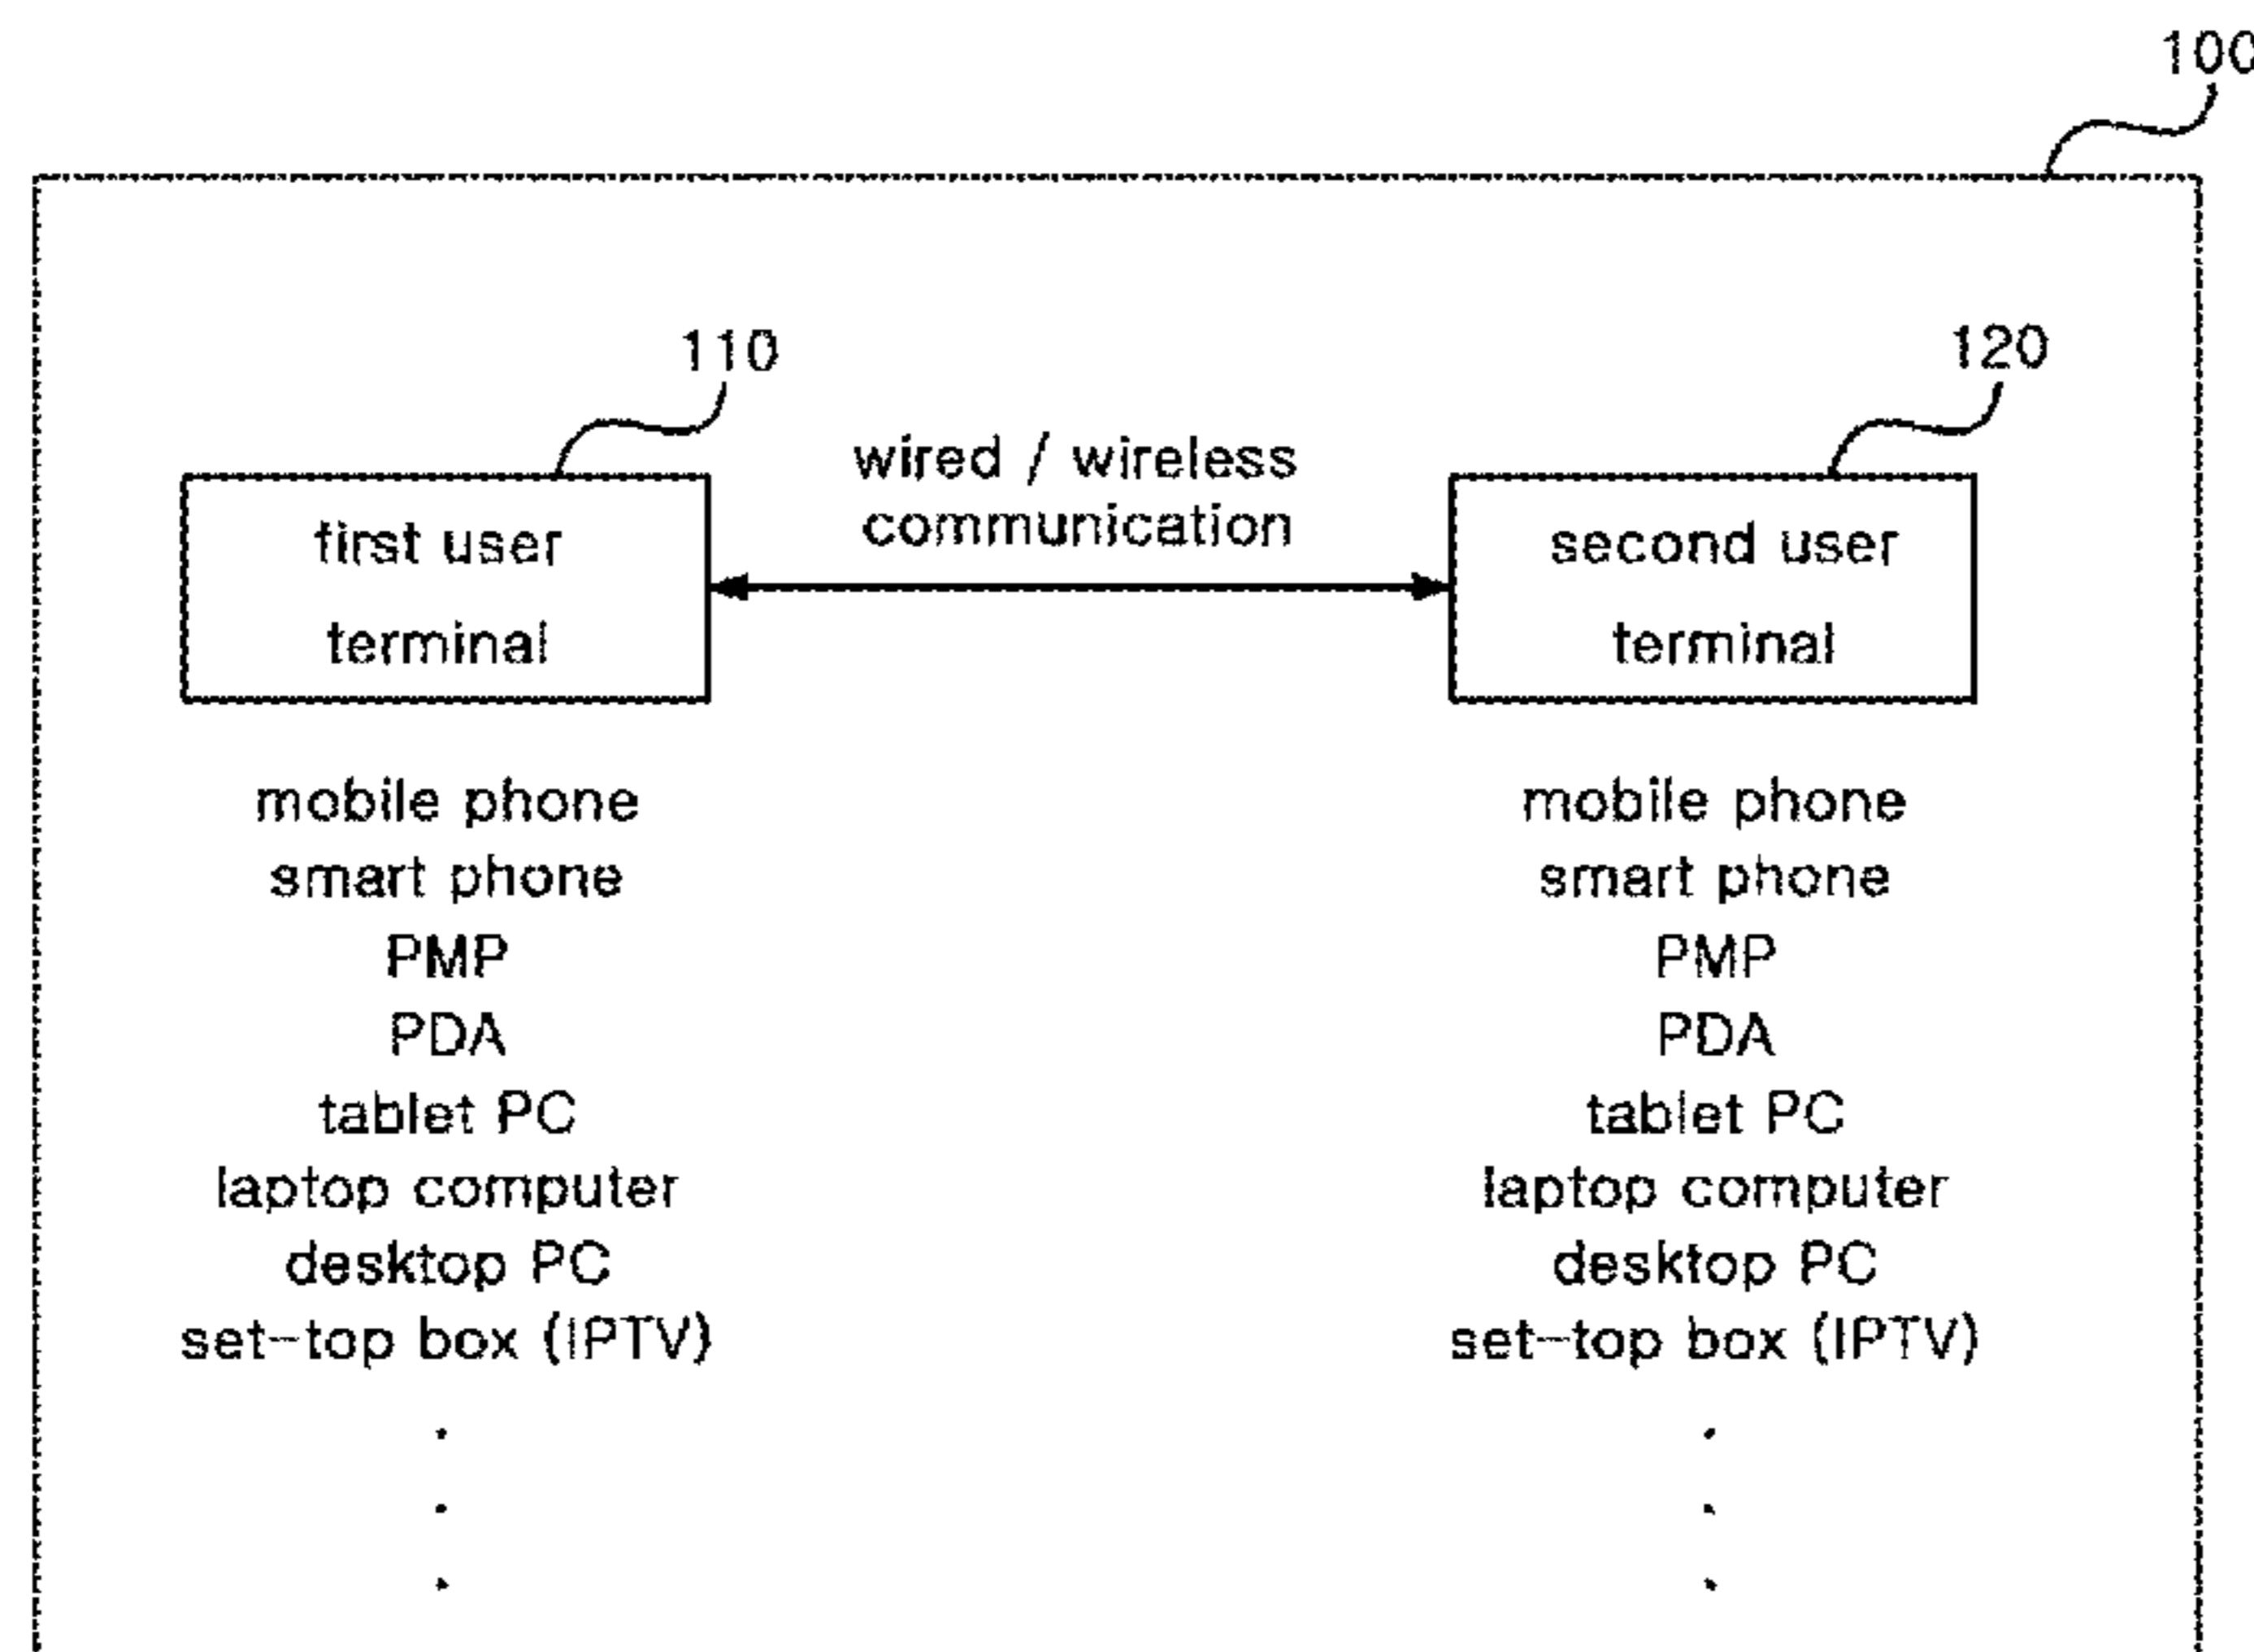 100
110
120
wired / wireless
communication
first user
terminal
second user
terminal
mobile phone
smart phone
PMP
PDA
tablet PC
laptop computer
desktop PC
set-top box (IPTV)
.
.
.
mobile phone
smart phone
PMP
PDA
tablet PC
laptop computer
desktop PC
set-top box (IPTV)
.
.
.